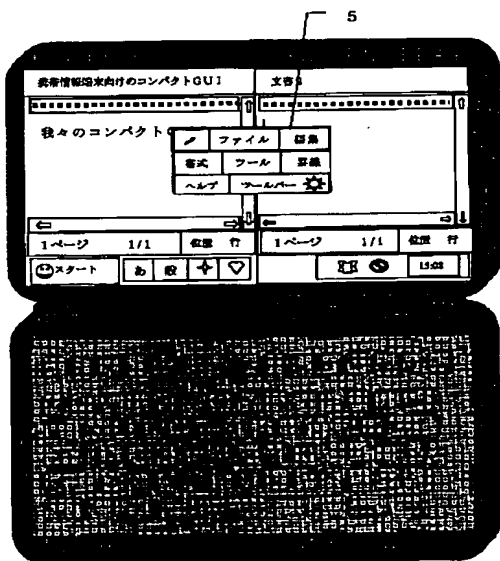 5
携帯情報端末向けのコンパクトGUI
文書
我々のコンパクト
ファイル 編集
書式 ツール 罫線
ヘルプ ツールバー
1ページ 1/1 位置 行
1ページ 1/1 位置 行
スタート あ 般
15:08